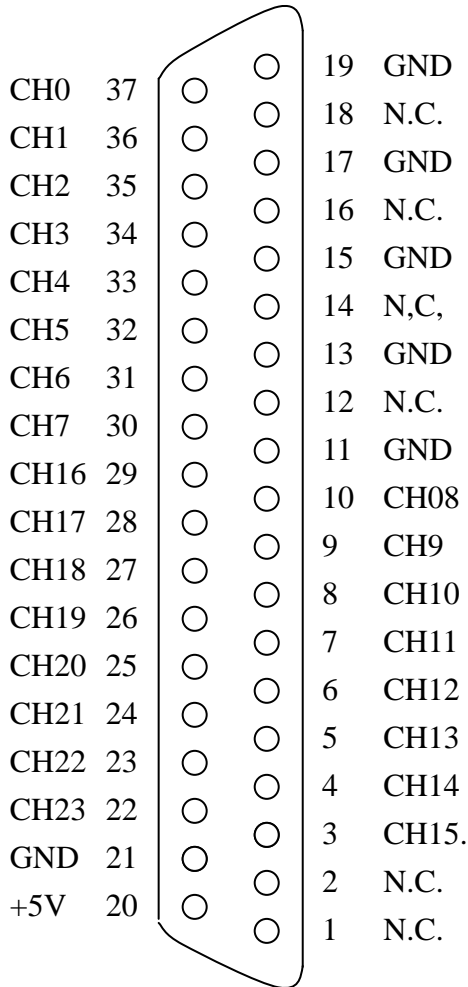 19 GND
CH0 37
18 N.C.
CH1 36
17 GND
CH2 35
16 N.C.
CH3 34
15 GND
CH4 33
14 N,C,
CH5 32
13 GND
CH6 31
12 N.C.
CH7 30
11 GND
CH16 29
10 CH08
CH17 28
9 CH9
CH18 27
8 CH10
CH19 26
7 CH11
CH20 25
6 CH12
CH21 24
5 CH13
CH22 23
4 CH14
CH23 22
3 CH15.
GND 21
2 N.C.
+5V 20
1 N.C.